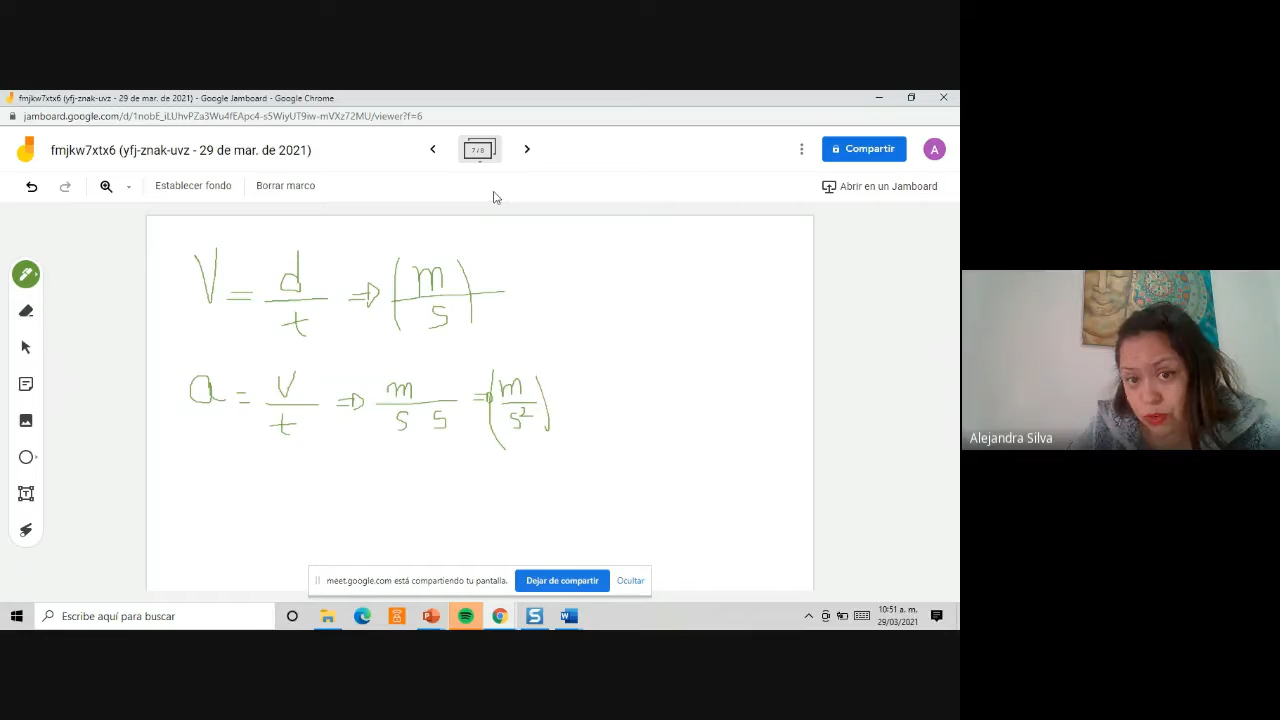 fmjkw7xtx6 (yfj-znak-uvz - 29 de mar. de 2021) - Google Jamboard - Google Chrome
jamboard.google.com/d/1nobE_iLUhvPZa3Wu4fEApc4-s5WiyUT9iw-mVXz72MU/viewer?f=6
fmjkw7xtx6 (yfj-znak-uvz - 29 de mar. de 2021)
7/8
Compartir
A
Establecer fondo
Borrar marco
Abrir en un Jamboard
V = d/t ⇒ (m/s)
a = v/t ⇒ m/s s ⇒ (m/s²)
Alejandra Silva
meet.google.com está compartiendo tu pantalla.
Dejar de compartir
Ocultar
Escribe aquí para buscar
10:51 a. m.
29/03/2021